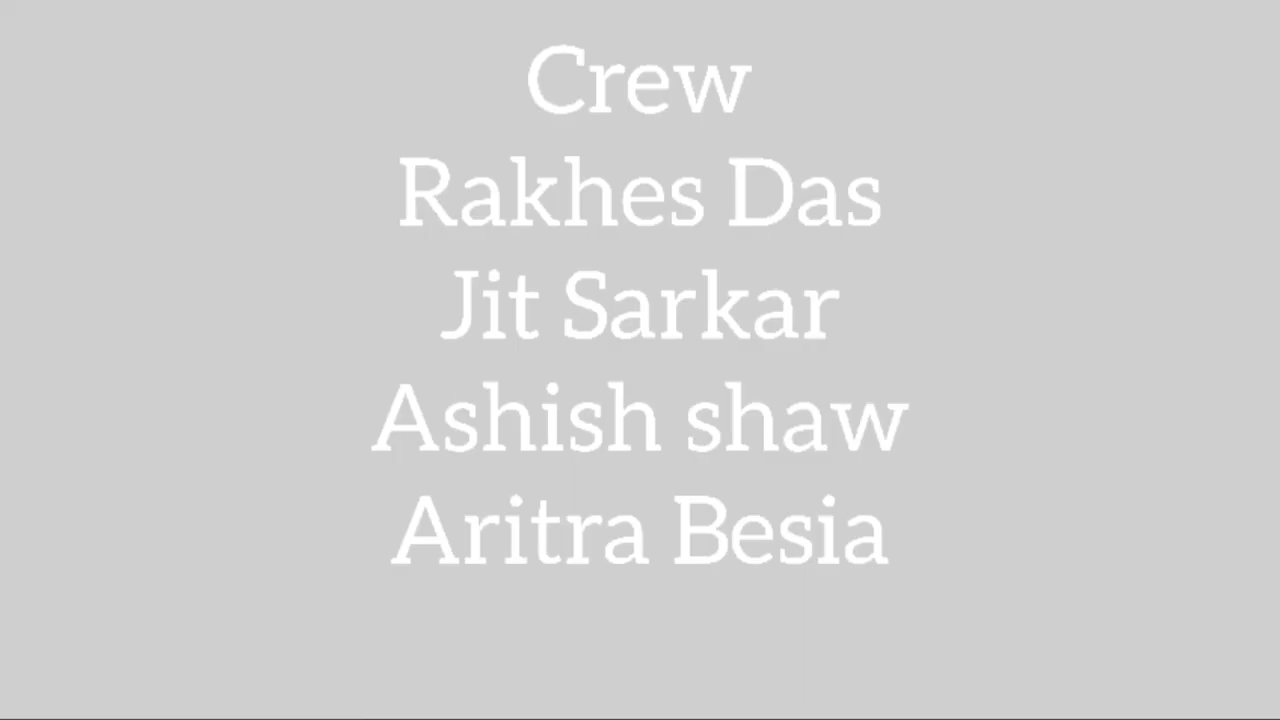 Crew
Rakhes Das
Jit Sarkar
Ashish shaw
Aritra Besia